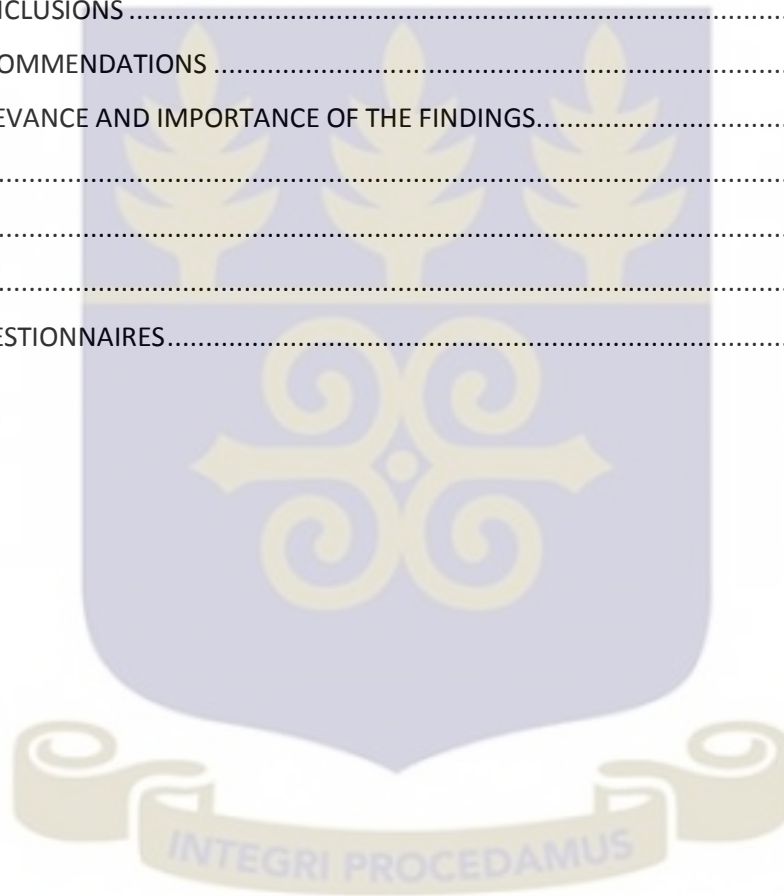 NCLUSIONS ........................................................................................
OMMENDATIONS ............................................................................
EVANCE AND IMPORTANCE OF THE FINDINGS.................................
........................................................................................................
........................................................................................................
........................................................................................................
ESTIONNAIRES...................................................................................
INTEGRI PROCEDAMUS